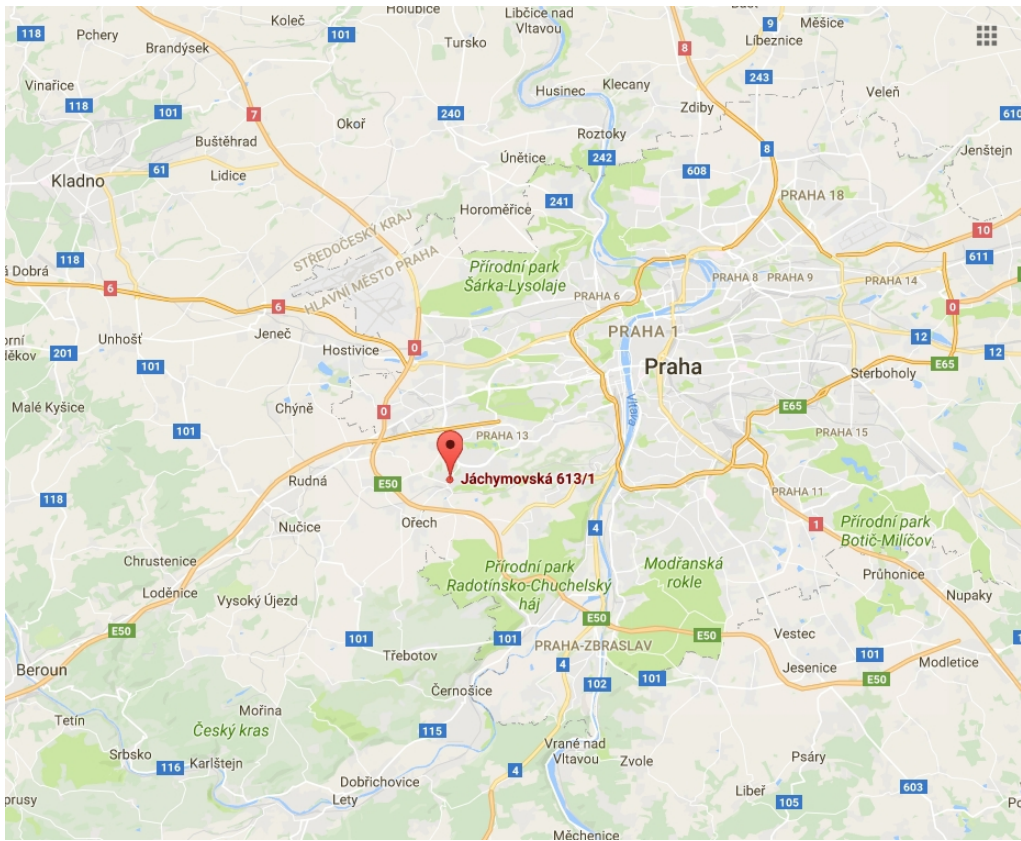 Koleč
Holubice
Libčice nad
Vltavou
9
Měšice
118
Pchery
101
Brandýsek
Tursko
8
Líbeznice
Vinařice
243
Klecany
Husinec
Veleň
118
101
7
240
Zdiby
610
Okoř
Roztoky
Buštěhrad
8
Jenštejn
Únětice
242
61
Lidice
608
Kladno
PRAHA 18
241
Horoměřice
STŘEDOČESKÝ KRAJ
HLAVNÍ MĚSTO PRAHA
10
118
611
á Dobrá
Přírodní park
Šárka-Lysolaje
PRAHA 8
PRAHA 9
PRAHA 14
6
PRAHA 6
6
0
Unhošť
Jeneč
PRAHA 1
orní
12
0
Hostivice
201
12
101
Praha
E65
Sterboholy
Malé Kyšice
Chýně
0
Vltava
E65
101
PRAHA 13
PRAHA 15
Jáchymovská 613/1
Rudná
E50
118
PRAHA 11
Ořech
Nučice
4
1
Přírodní park
Botič-Milíčov
Chrustenice
Přírodní park
Radotínsko-Chuchelský
háj
Modřanská
rokle
Průhonice
Loděnice
Vysoký Újezd
Nupaky
E50
E50
101
101
E50
Vestec
PRAHA-ZBRASLAV
Třebotov
101
Beroun
4
Modletice
Jesenice
101
E50
102
Černošice
Mořina
Tetín
Český kras
115
Vrané nad
Vltavou
Srbsko
Karlštejn
Psáry
Zvole
116
4
Dobřichovice
603
Libeř
Lety
105
prusy
Měchenice